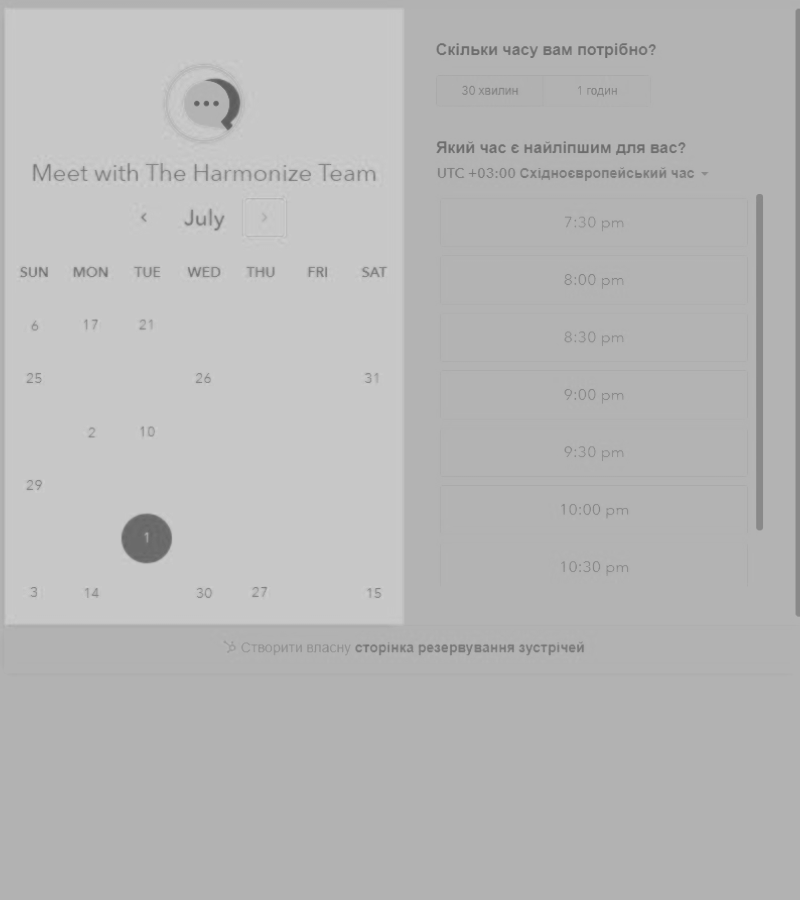 Meet with The Harmonize Team
July
SUN MON TUE WED THU FRI SAT
6 17 21
25 26 31
2 10
29
1
3 14 30 27 15
Скільки часу вам потрібно?
30 хвилин 1 годин
Який час є найліпшим для вас?
UTC +03:00 Східноєвропейський час
7:30 pm
8:00 pm
8:30 pm
9:00 pm
9:30 pm
10:00 pm
10:30 pm
Створити власну сторінка резервування зустрічей